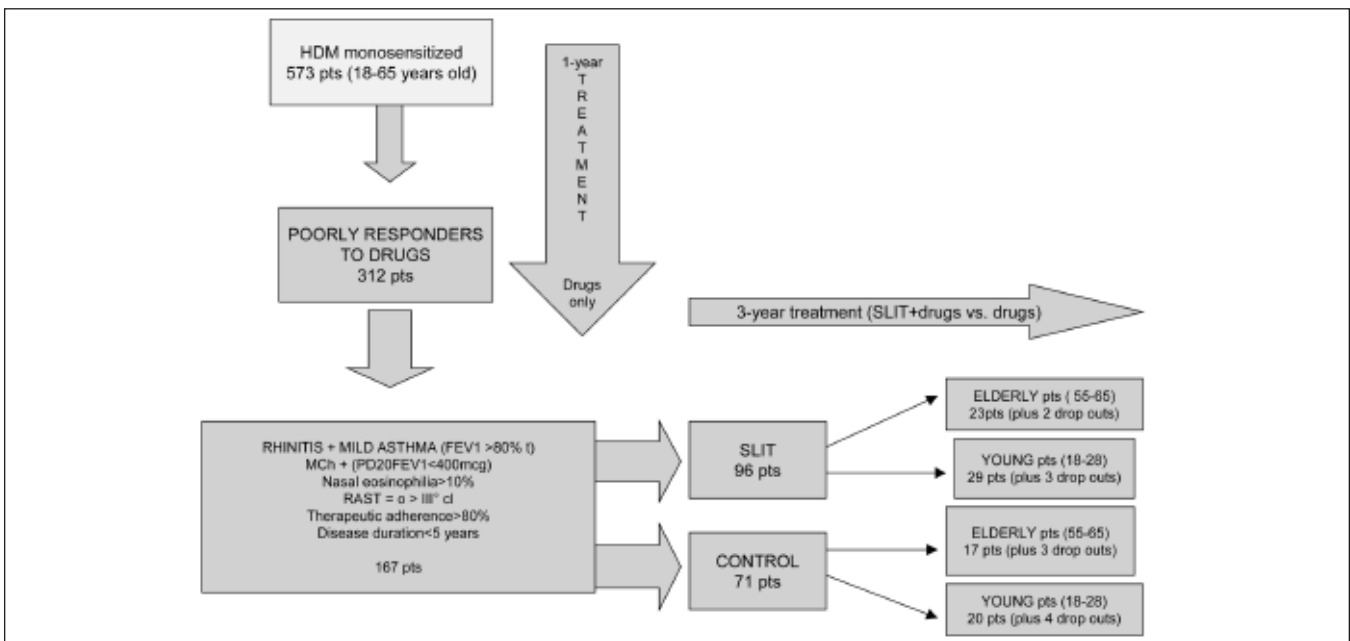 HDM monosensitized
573 pts (18-65 years old)
1-year
T
R
E
A
T
M
E
N
T
Drugs
only
POORLY RESPONDERS
TO DRUGS
312 pts
3-year treatment (SLIT+drugs vs. drugs)
RHINITIS + MILD ASTHMA (FEV1 >80% t)
MCh + (PD20FEV1<400mcg)
Nasal eosinophilia>10%
RAST = o > III° cl
Therapeutic adherence>80%
Disease duration<5 years
167 pts
SLIT
96 pts
CONTROL
71 pts
ELDERLY pts ( 55-65)
23pts (plus 2 drop outs)
YOUNG pts (18-28)
29 pts (plus 3 drop outs)
ELDERLY pts (55-65)
17 pts (plus 3 drop outs)
YOUNG pts (18-28)
20 pts (plus 4 drop outs)